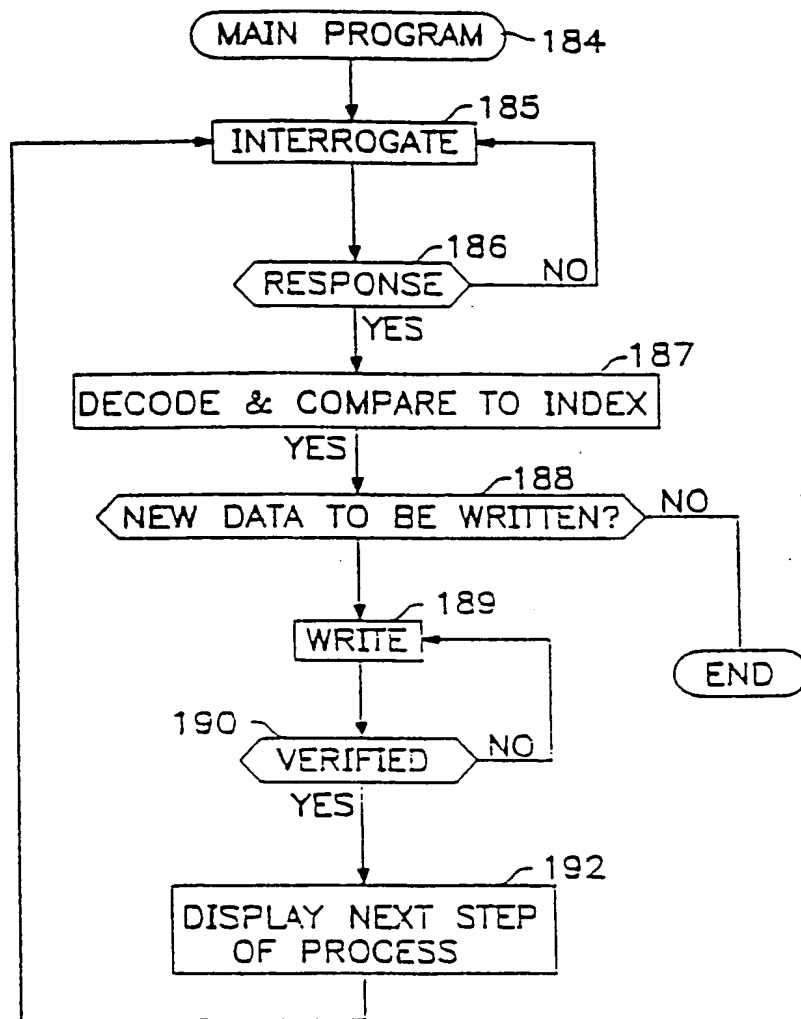 MAIN PROGRAM
184
185
INTERROGATE
186
RESPONSE
NO
YES
187
DECODE & COMPARE TO INDEX
YES
188
NEW DATA TO BE WRITTEN?
NO
189
WRITE
END
190
VERIFIED
NO
YES
192
DISPLAY NEXT STEP
OF PROCESS